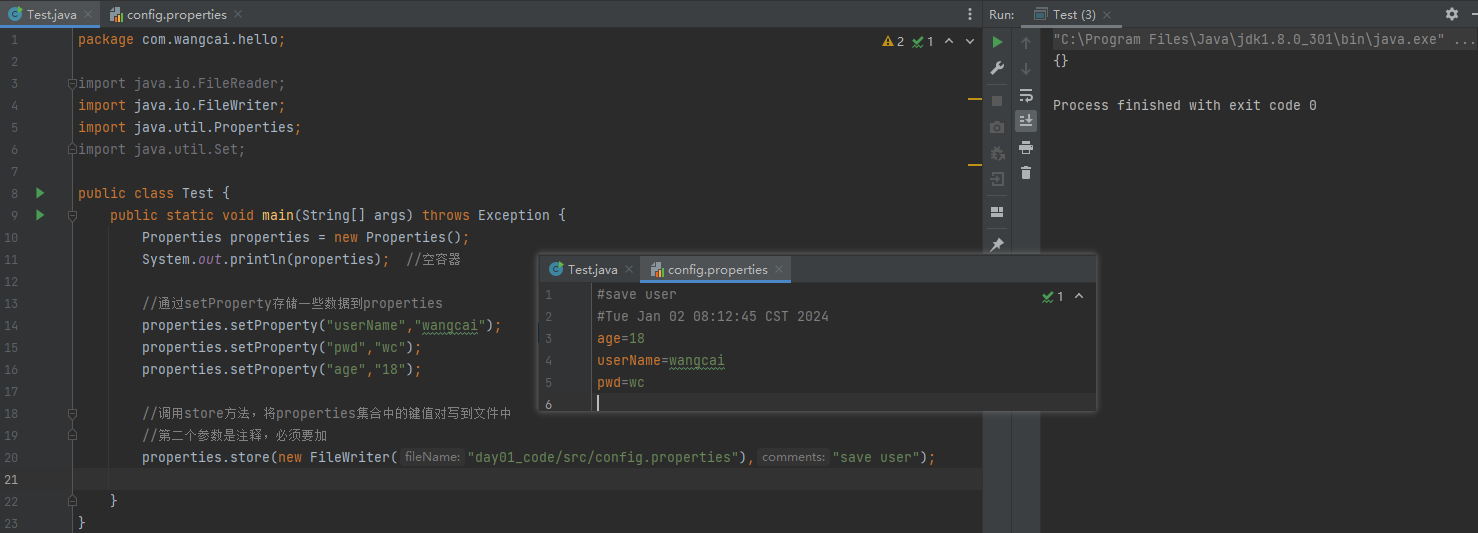 Test.java
config.properties
1 package com.wangcai.hello;
2
3 import java.io.FileReader;
4 import java.io.FileWriter;
5 import java.util.Properties;
6 import java.util.Set;
7
8 public class Test {
9 public static void main(String[] args) throws Exception {
10 Properties properties = new Properties();
11 System.out.println(properties);  //空容器
12
13 //通过setProperty存储一些数据到properties
14 properties.setProperty("userName","wangcai");
15 properties.setProperty("pwd","wc");
16 properties.setProperty("age","18");
17
18 //调用store方法，将properties集合中的键值对写到文件中
19 //第二个参数是注释，必须要加
20 properties.store(new FileWriter( fileName: "day01_code/src/config.properties"), comments: "save user");
21
22 }
23 }
2 1
Test.java
config.properties
1 #save user
2 #Tue Jan 02 08:12:45 CST 2024
3 age=18
4 userName=wangcai
5 pwd=wc
6
1
Run: Test (3)
"C:\Program Files\Java\jdk1.8.0_301\bin\java.exe" ...
{}
Process finished with exit code 0